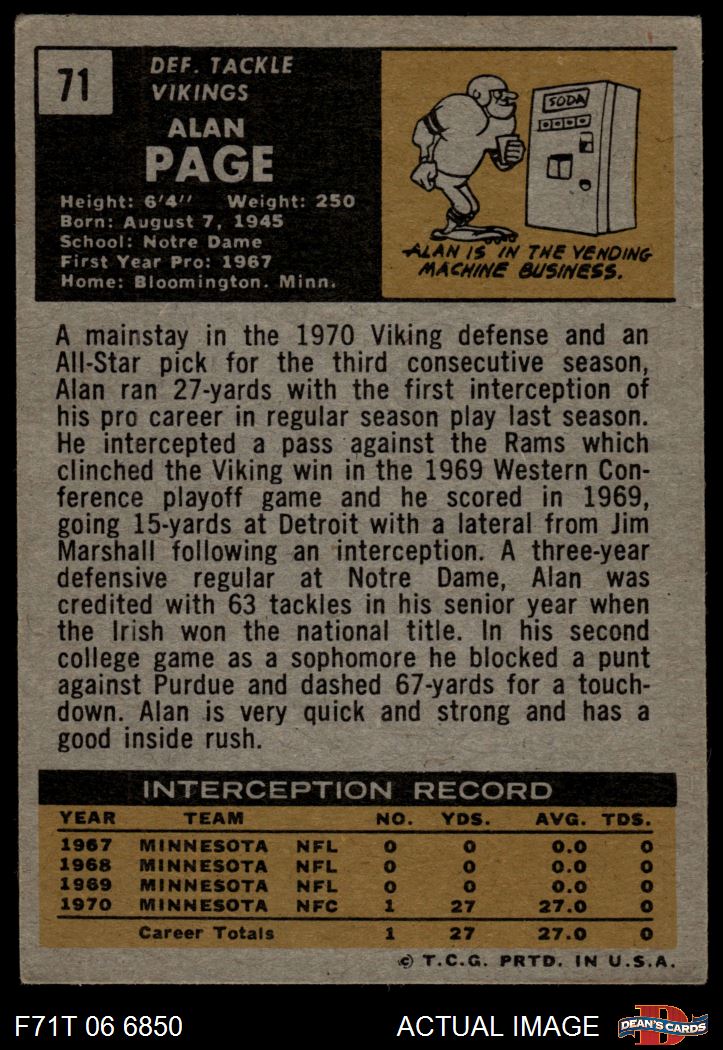 71
DEF. TACKLE
VIKINGS
ALAN
PAGE
Height: 6'4" Weight: 250
Born: August 7, 1945
School: Notre Dame
First Year Pro: 1967
Home: Bloomington. Minn.
SODA
ALAN IS IN THE VENDING
MACHINE BUSINESS.
A mainstay in the 1970 Viking defense and an
All-Star pick for the third consecutive season,
Alan ran 27-yards with the first interception of
his pro career in regular season play last season.
He intercepted a pass against the Rams which
clinched the Viking win in the 1969 Western Con-
ference playoff game and he scored in 1969,
going 15-yards at Detroit with a lateral from Jim
Marshall following an interception. A three-year
defensive regular at Notre Dame, Alan was
credited with 63 tackles in his senior year when
the Irish won the national title. In his second
college game as a sophomore he blocked a punt
against Purdue and dashed 67-yards for a touch-
down. Alan is very quick and strong and has a
good inside rush.
INTERCEPTION RECORD
YEAR TEAM NO. YDS. AVG. TDS.
1967 MINNESOTA NFL 0 0 0.0 0
1968 MINNESOTA NFL 0 0 0.0 0
1969 MINNESOTA NFL 0 0 0.0 0
1970 MINNESOTA NFC 1 27 27.0 0
Career Totals 1 27 27.0 0
© T.C.G. PRTD. IN U.S.A.
F71T 06 6850 ACTUAL IMAGE
D
DEAN'S CARDS